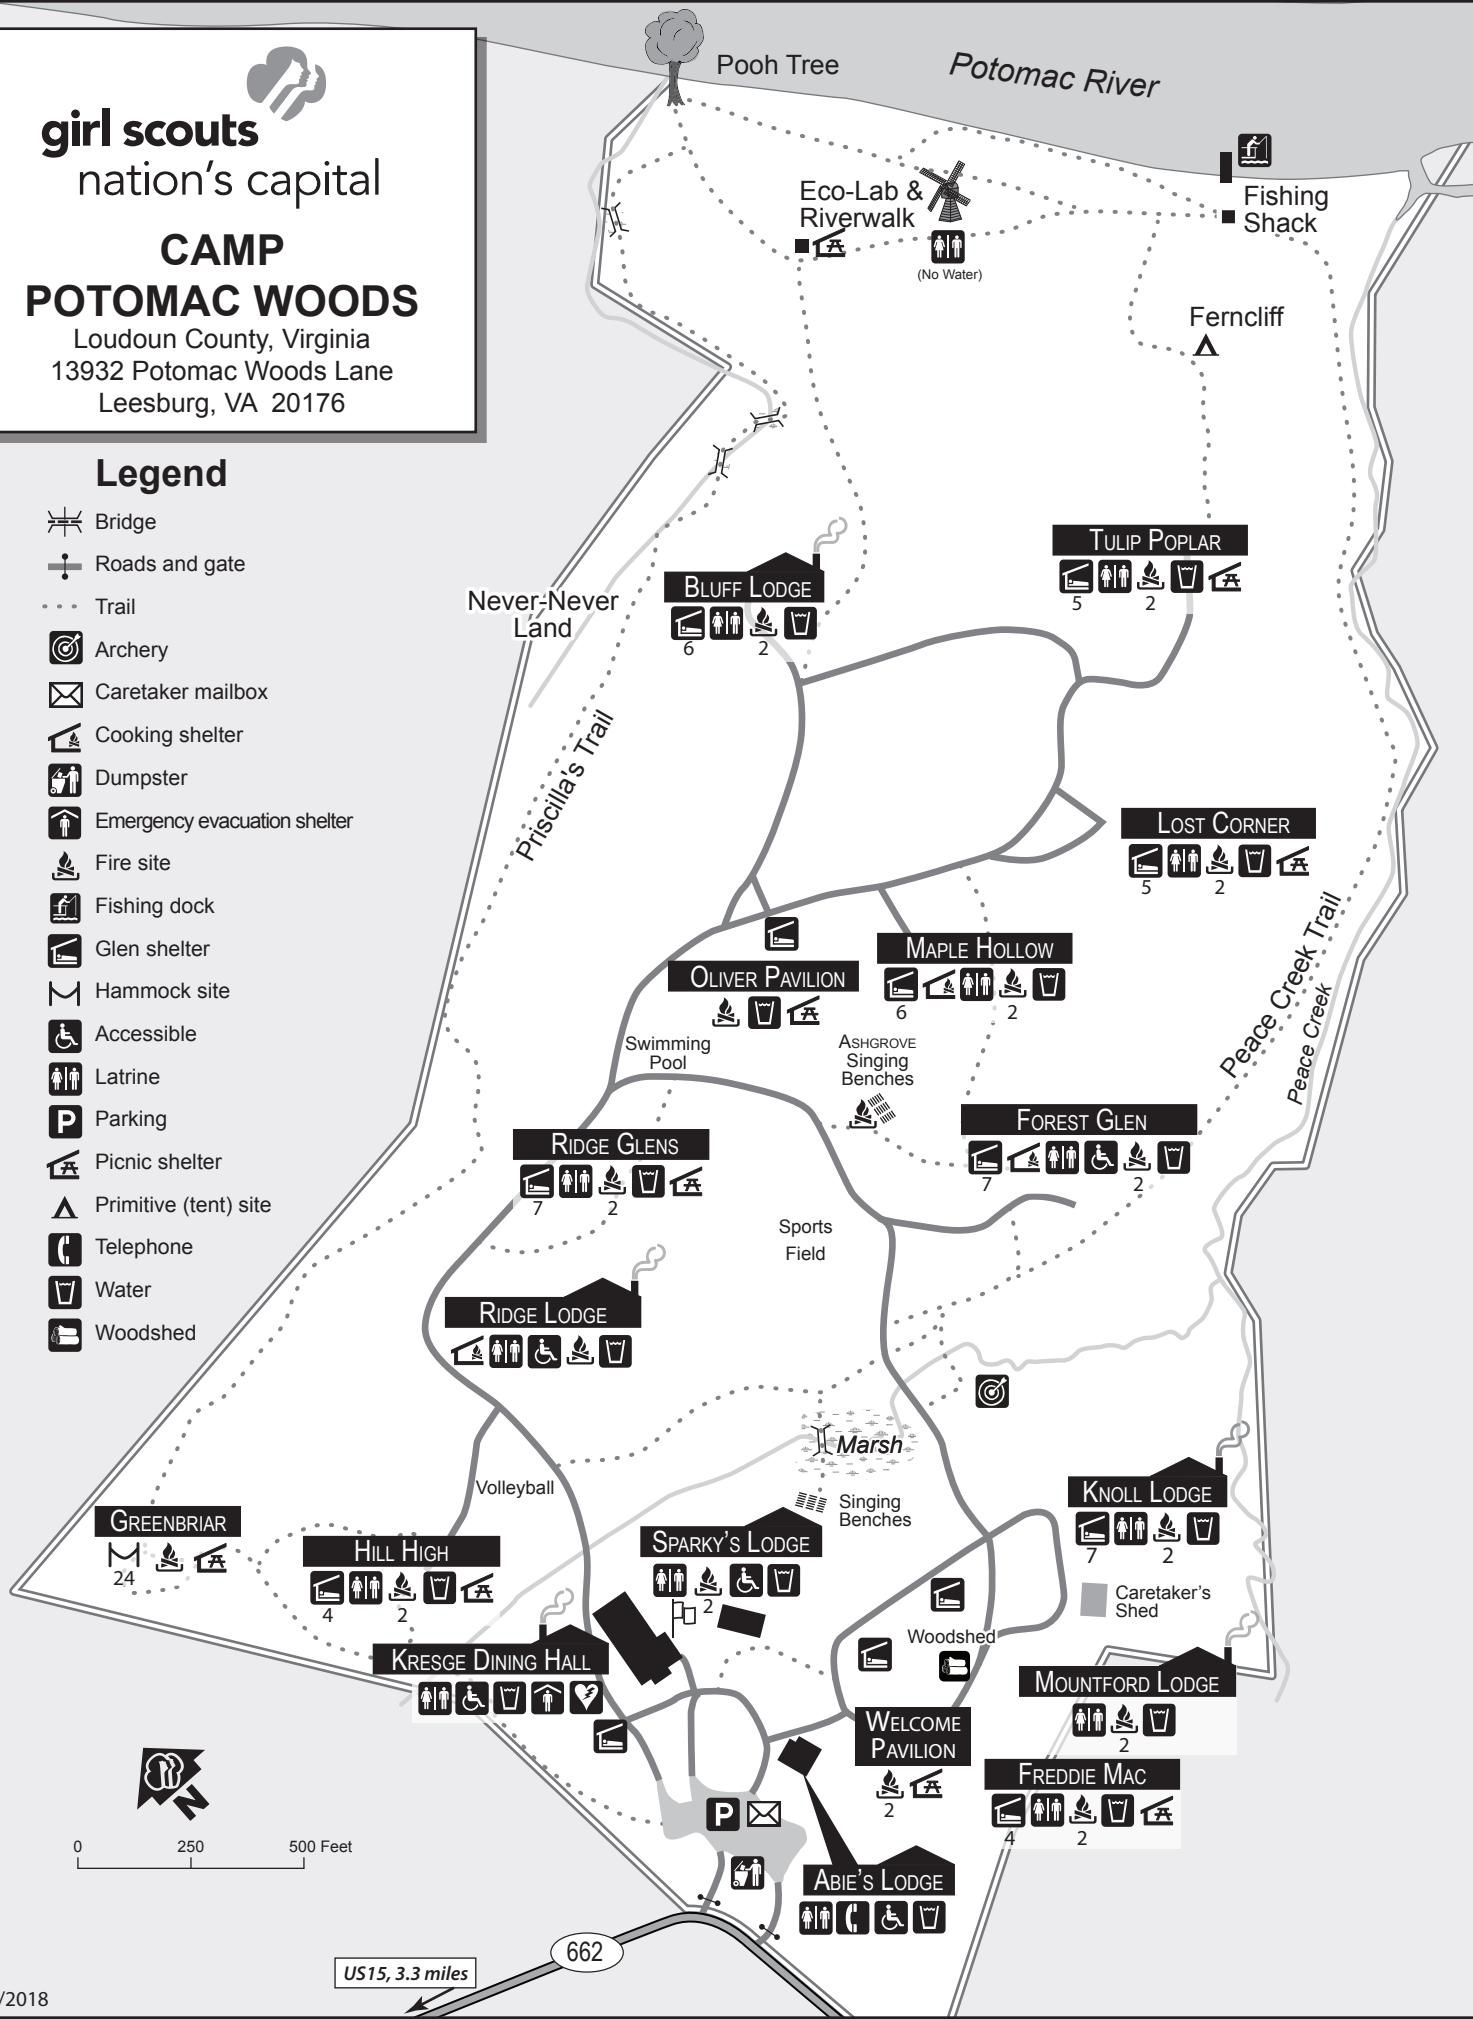 girl scouts
nation's capital
CAMP
POTOMAC WOODS
Loudoun County, Virginia
13932 Potomac Woods Lane
Leesburg, VA 20176
Legend
Bridge
Roads and gate
Trail
Archery
Caretaker mailbox
Cooking shelter
Dumpster
Emergency evacuation shelter
Fire site
Fishing dock
Glen shelter
Hammock site
Accessible
Latrine
P Parking
Picnic shelter
Primitive (tent) site
Telephone
Water
Woodshed
Pooh Tree
Potomac River
Eco-Lab &
Riverwalk
(No Water)
Fishing
Shack
Ferncliff
TULIP POPLAR
5 2
BLUFF LODGE
6 2
Never-Never
Land
Priscilla's Trail
LOST CORNER
5 2
MAPLE HOLLOW
6 2
OLIVER PAVILION
Peace Creek Trail
Peace Creek
Swimming
Pool
ASHGROVE
Singing
Benches
FOREST GLEN
7 2
RIDGE GLENS
7 2
Sports
Field
RIDGE LODGE
Marsh
Volleyball
Singing
Benches
KNOLL LODGE
7 2
GREENBRIAR
24
HILL HIGH
4 2
SPARKY'S LODGE
2
Caretaker's
Shed
Woodshed
KRESGE DINING HALL
MOUNTFORD LODGE
2
WELCOME
PAVILION
2
FREDDIE MAC
4 2
P
ABIE'S LODGE
N
0 250 500 Feet
662
US15, 3.3 miles
/2018